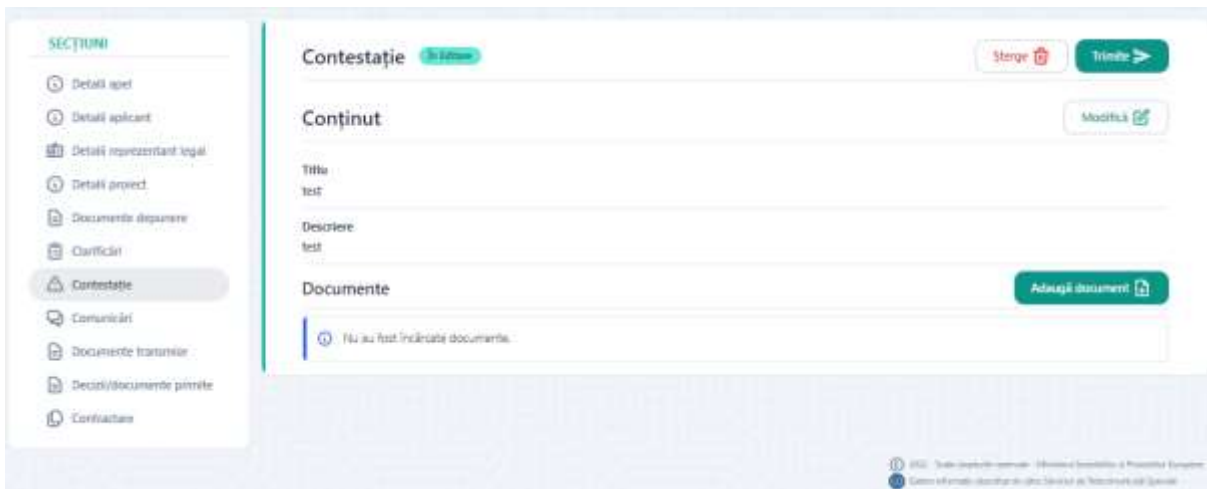 SECȚIUNI
Detalii apel
Detalii aplicant
Detalii reprezentant legal
Detalii proiect
Documente depunere
Clarificări
Contestație
Comunicări
Documente transmise
Decizii/documente primite
Contractare
Contestație În Editare
Șterge Trimite
Conținut
Modifică
Titlu
test
Descriere
test
Documente
Adaugă document
Nu au fost încărcate documente.